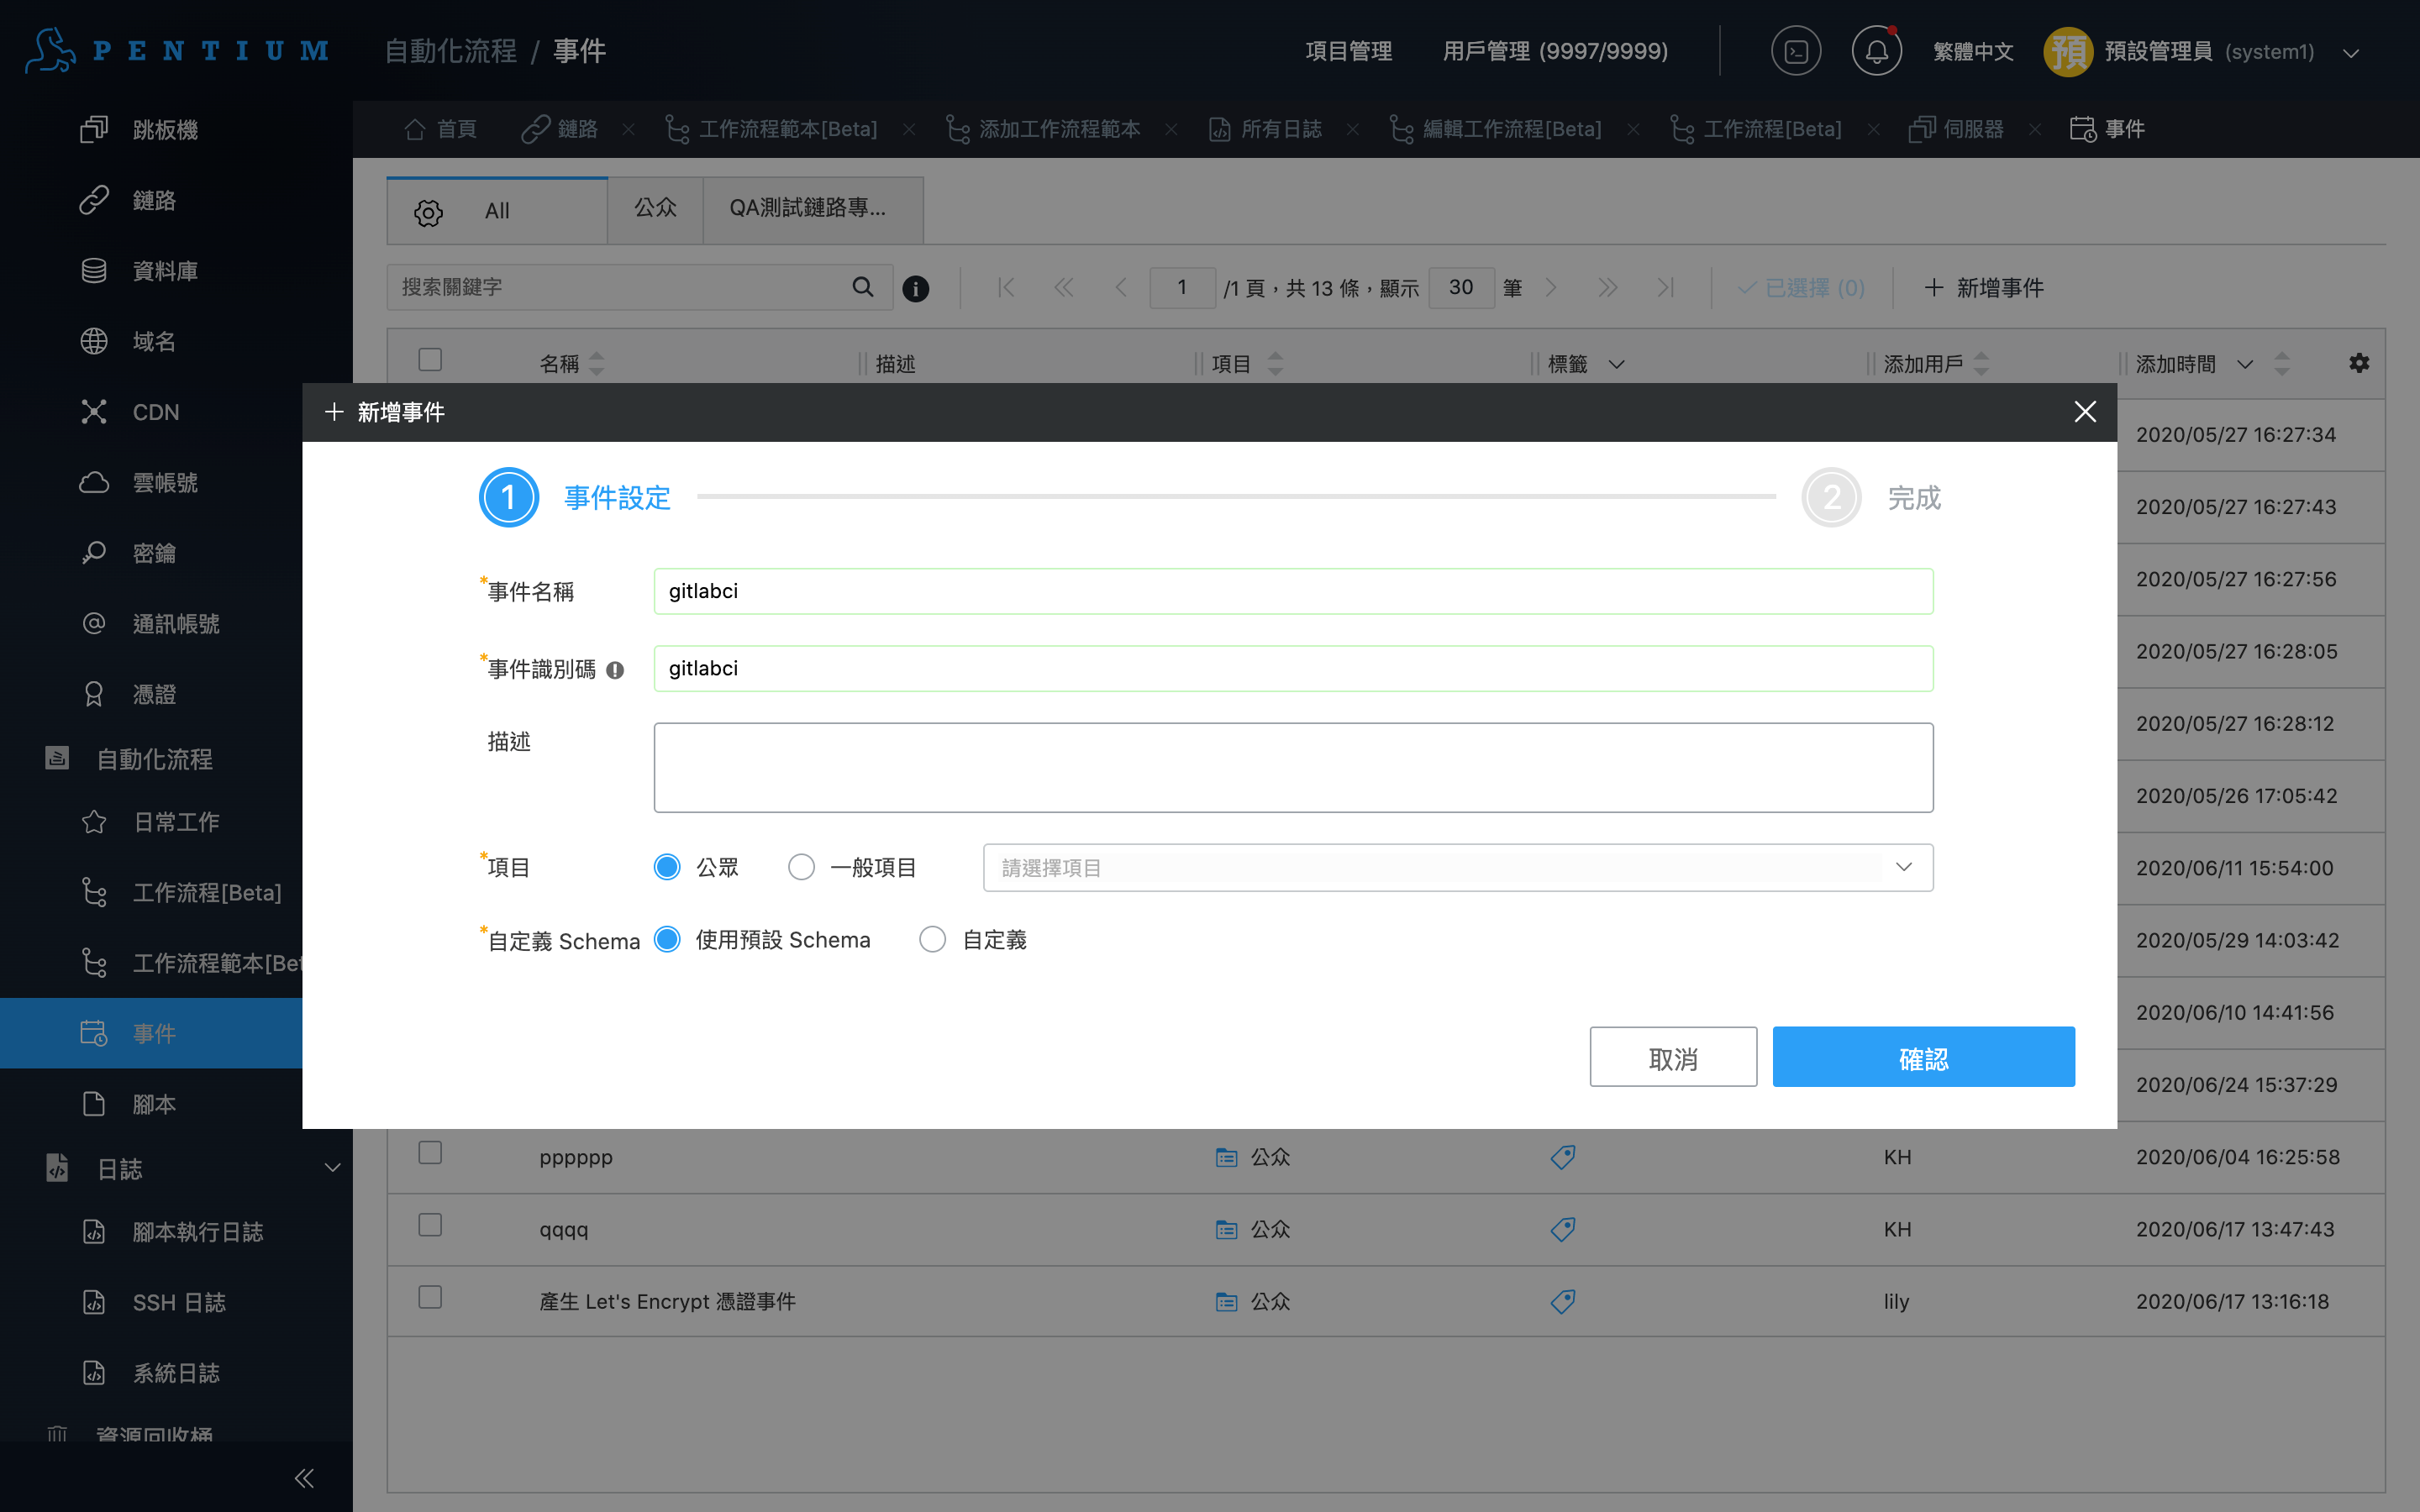 PENTIUM
自動化流程 / 事件
項目管理
用戶管理 (9997/9999)
繁體中文
預
預設管理員 (system1)
跳板機
鏈路
資料庫
域名
CDN
雲帳號
密鑰
通訊帳號
憑證
自動化流程
日常工作
工作流程[Beta]
工作流程範本[Bet
事件
腳本
日誌
腳本執行日誌
SSH 日誌
系統日誌
資源回收桶
首頁
鏈路
工作流程範本[Beta]
添加工作流程範本
所有日誌
編輯工作流程[Beta]
工作流程[Beta]
伺服器
事件
All
公众
QA測試鏈路專...
搜索關鍵字
1 /1 頁，共 13 條，顯示 30 筆
已選擇 (0)
新增事件
名稱
描述
項目
標籤
添加用戶
添加時間
2020/05/27 16:27:34
2020/05/27 16:27:43
2020/05/27 16:27:56
2020/05/27 16:28:05
2020/05/27 16:28:12
2020/05/26 17:05:42
2020/06/11 15:54:00
2020/05/29 14:03:42
2020/06/10 14:41:56
2020/06/24 15:37:29
新增事件
1 事件設定
2 完成
*事件名稱 gitlabci
*事件識別碼 gitlabci
描述
*項目 公眾 一般項目 請選擇項目
*自定義 Schema 使用預設 Schema 自定義
取消
確認
pppppp 公众 KH 2020/06/04 16:25:58
qqqq 公众 KH 2020/06/17 13:47:43
產生 Let's Encrypt 憑證事件 公众 lily 2020/06/17 13:16:18